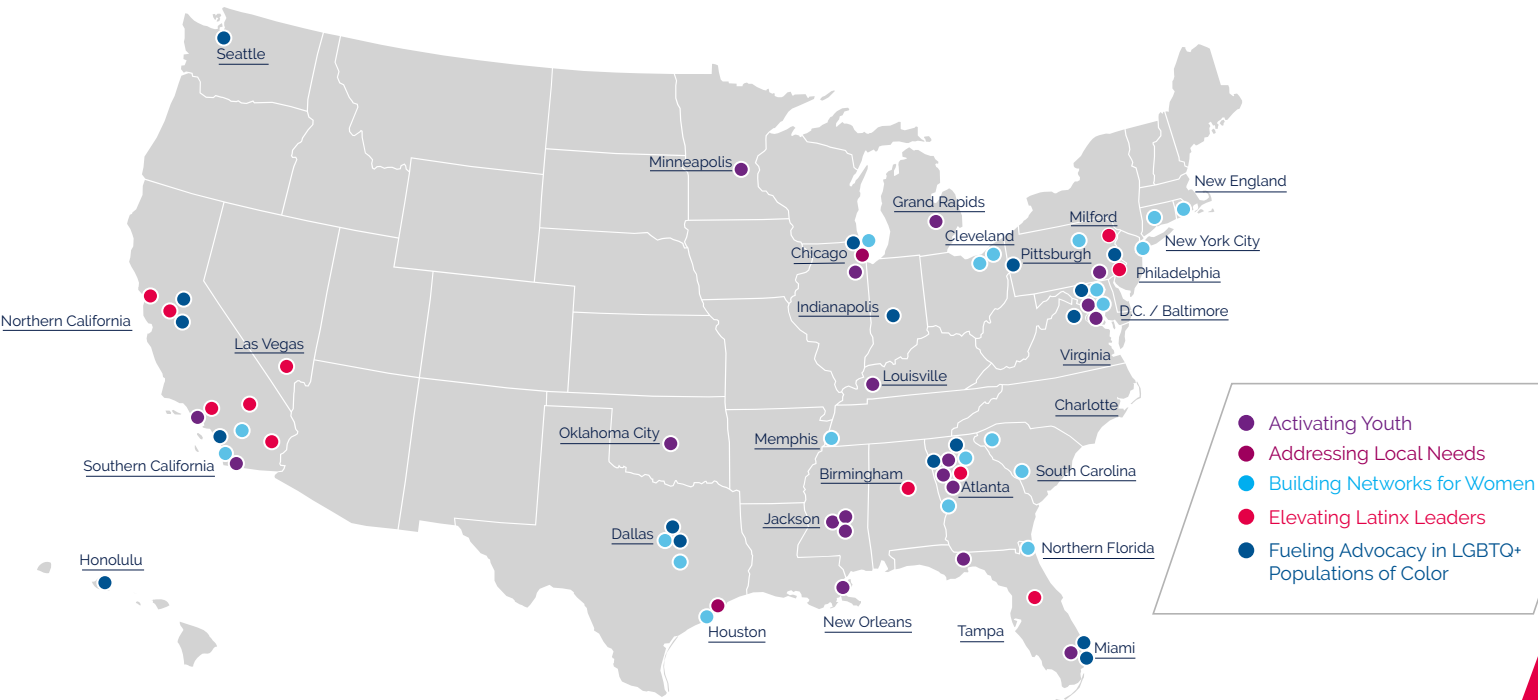 Seattle
Minneapolis
New England
Grand Rapids
Milford
Cleveland
New York City
Chicago
Pittsburgh
Philadelphia
Indianapolis
D.C. / Baltimore
Northern California
Las Vegas
Virginia
Louisville
Charlotte
Oklahoma City
Memphis
Southern California
Birmingham
South Carolina
Atlanta
Jackson
Dallas
Northern Florida
Honolulu
New Orleans
Houston
Tampa
Miami
Activating Youth
Addressing Local Needs
Building Networks for Women
Elevating Latinx Leaders
Fueling Advocacy in LGBTQ+
Populations of Color